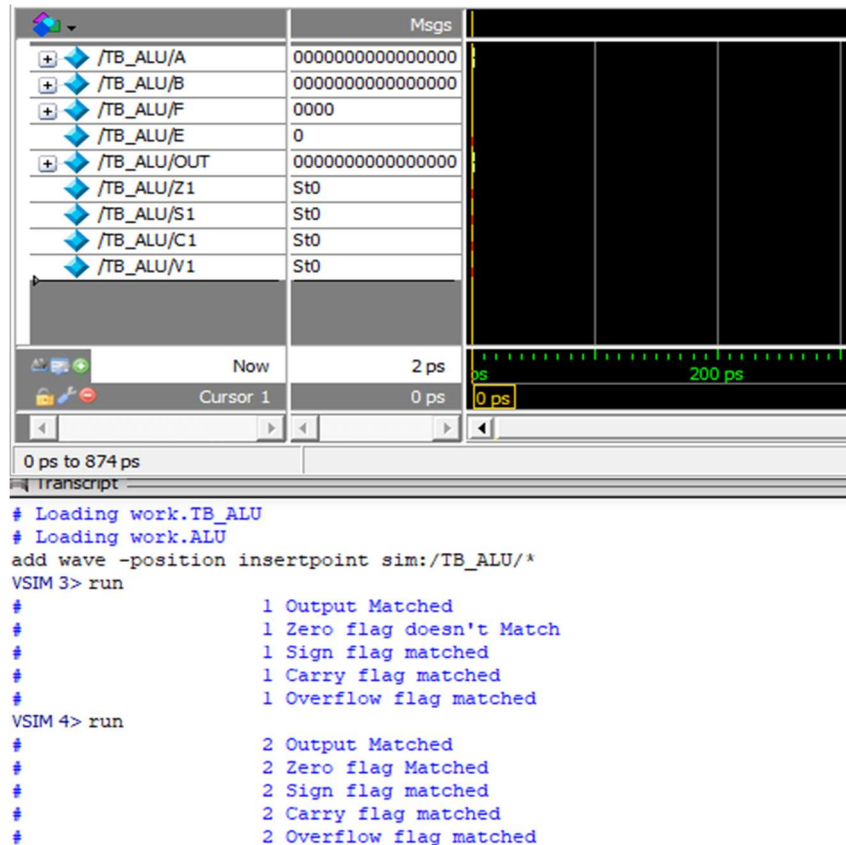 Msgs
/TB_ALU/A 0000000000000000
/TB_ALU/B 0000000000000000
/TB_ALU/F 0000
/TB_ALU/E 0
/TB_ALU/OUT 0000000000000000
/TB_ALU/Z1 St0
/TB_ALU/S1 St0
/TB_ALU/C1 St0
/TB_ALU/V1 St0
Now 2 ps ps 200 ps
Cursor 1 0 ps 0 ps
0 ps to 874 ps
Transcript
# Loading work.TB_ALU
# Loading work.ALU
add wave -position insertpoint sim:/TB_ALU/*
VSIM 3> run
# 1 Output Matched
# 1 Zero flag doesn't Match
# 1 Sign flag matched
# 1 Carry flag matched
# 1 Overflow flag matched
VSIM 4> run
# 2 Output Matched
# 2 Zero flag Matched
# 2 Sign flag matched
# 2 Carry flag matched
# 2 Overflow flag matched